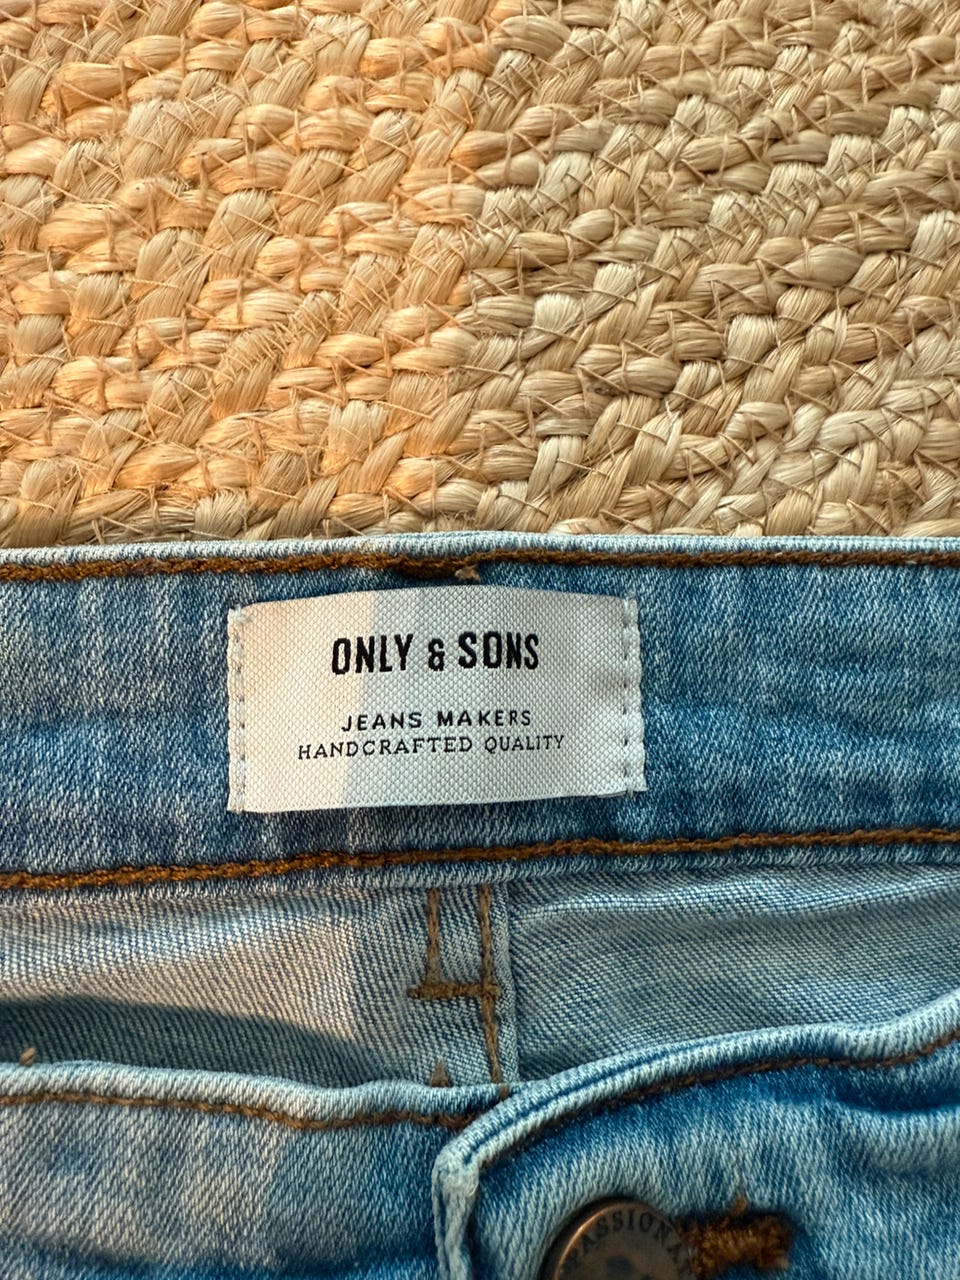 ONLY & SONS
JEANS MAKERS
HANDCRAFTED QUALITY